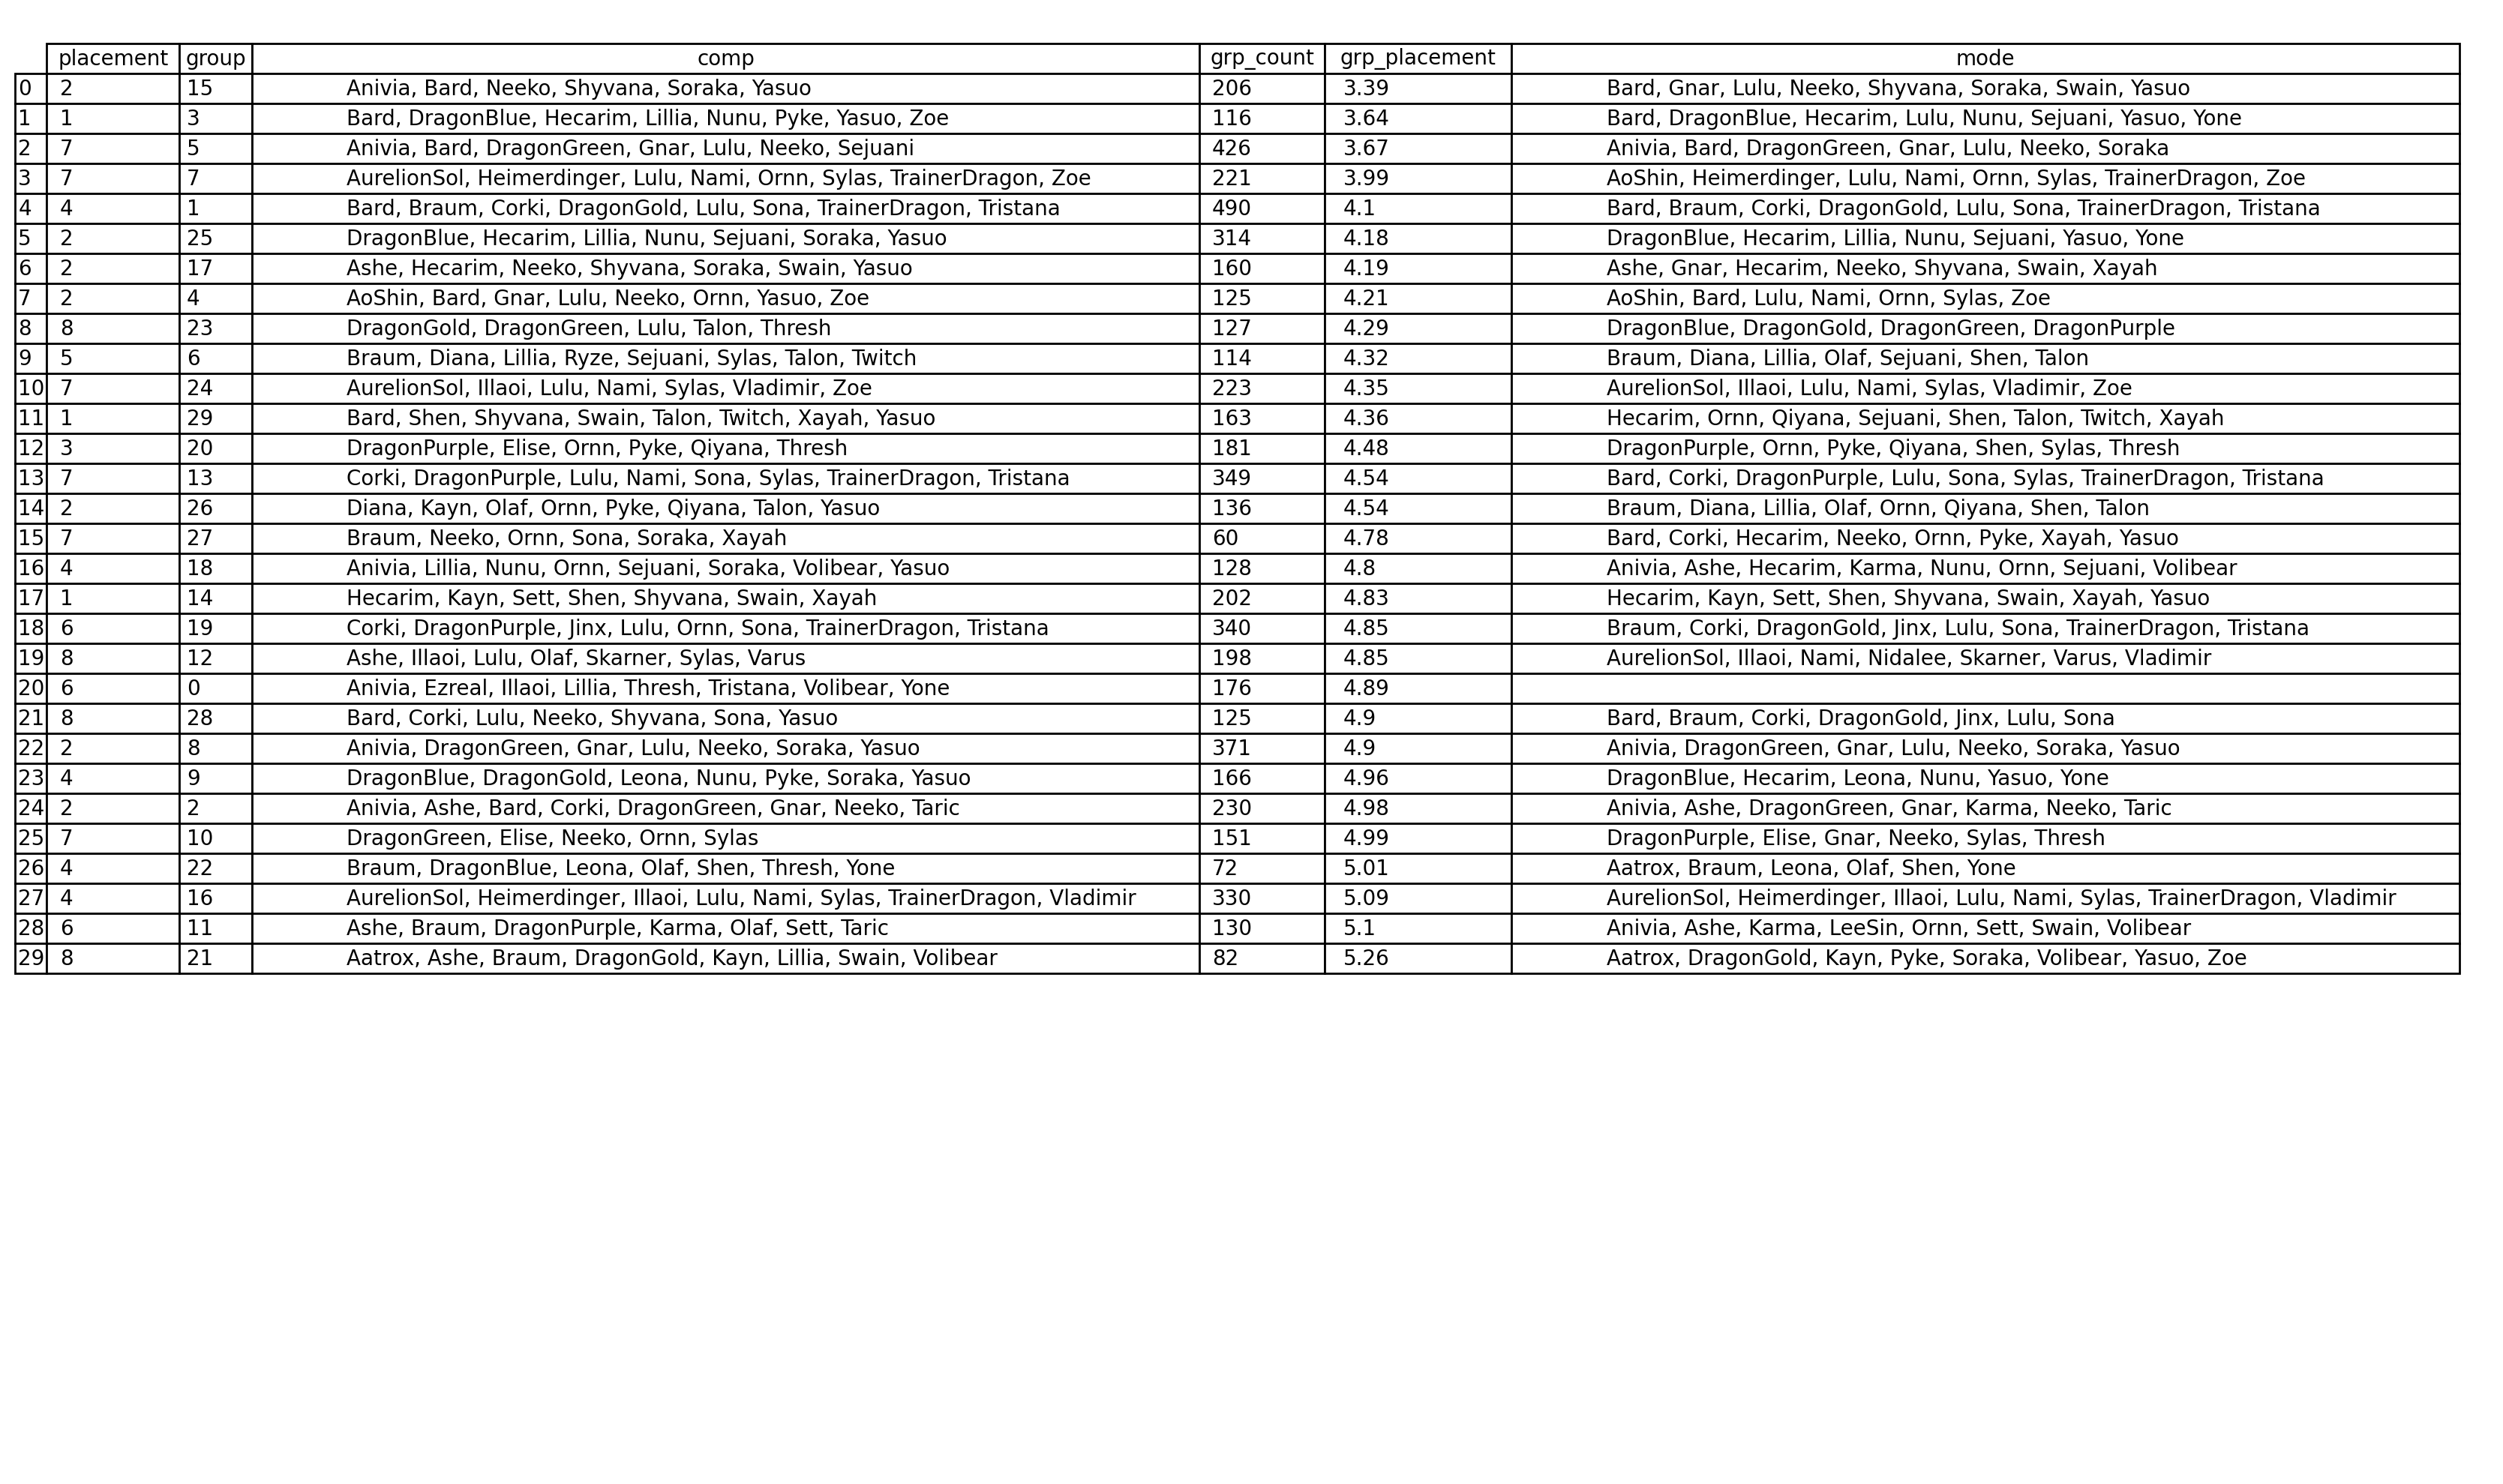 placement group comp grp_count grp_placement mode
0 2 15 Anivia, Bard, Neeko, Shyvana, Soraka, Yasuo 206 3.39 Bard, Gnar, Lulu, Neeko, Shyvana, Soraka, Swain, Yasuo
1 1 3 Bard, DragonBlue, Hecarim, Lillia, Nunu, Pyke, Yasuo, Zoe 116 3.64 Bard, DragonBlue, Hecarim, Lulu, Nunu, Sejuani, Yasuo, Yone
2 7 5 Anivia, Bard, DragonGreen, Gnar, Lulu, Neeko, Sejuani 426 3.67 Anivia, Bard, DragonGreen, Gnar, Lulu, Neeko, Soraka
3 7 7 AurelionSol, Heimerdinger, Lulu, Nami, Ornn, Sylas, TrainerDragon, Zoe 221 3.99 AoShin, Heimerdinger, Lulu, Nami, Ornn, Sylas, TrainerDragon, Zoe
4 4 1 Bard, Braum, Corki, DragonGold, Lulu, Sona, TrainerDragon, Tristana 490 4.1 Bard, Braum, Corki, DragonGold, Lulu, Sona, TrainerDragon, Tristana
5 2 25 DragonBlue, Hecarim, Lillia, Nunu, Sejuani, Soraka, Yasuo 314 4.18 DragonBlue, Hecarim, Lillia, Nunu, Sejuani, Yasuo, Yone
6 2 17 Ashe, Hecarim, Neeko, Shyvana, Soraka, Swain, Yasuo 160 4.19 Ashe, Gnar, Hecarim, Neeko, Shyvana, Swain, Xayah
7 2 4 AoShin, Bard, Gnar, Lulu, Neeko, Ornn, Yasuo, Zoe 125 4.21 AoShin, Bard, Lulu, Nami, Ornn, Sylas, Zoe
8 8 23 DragonGold, DragonGreen, Lulu, Talon, Thresh 127 4.29 DragonBlue, DragonGold, DragonGreen, DragonPurple
9 5 6 Braum, Diana, Lillia, Ryze, Sejuani, Sylas, Talon, Twitch 114 4.32 Braum, Diana, Lillia, Olaf, Sejuani, Shen, Talon
10 7 24 AurelionSol, Illaoi, Lulu, Nami, Sylas, Vladimir, Zoe 223 4.35 AurelionSol, Illaoi, Lulu, Nami, Sylas, Vladimir, Zoe
11 1 29 Bard, Shen, Shyvana, Swain, Talon, Twitch, Xayah, Yasuo 163 4.36 Hecarim, Ornn, Qiyana, Sejuani, Shen, Talon, Twitch, Xayah
12 3 20 DragonPurple, Elise, Ornn, Pyke, Qiyana, Thresh 181 4.48 DragonPurple, Ornn, Pyke, Qiyana, Shen, Sylas, Thresh
13 7 13 Corki, DragonPurple, Lulu, Nami, Sona, Sylas, TrainerDragon, Tristana 349 4.54 Bard, Corki, DragonPurple, Lulu, Sona, Sylas, TrainerDragon, Tristana
14 2 26 Diana, Kayn, Olaf, Ornn, Pyke, Qiyana, Talon, Yasuo 136 4.54 Braum, Diana, Lillia, Olaf, Ornn, Qiyana, Shen, Talon
15 7 27 Braum, Neeko, Ornn, Sona, Soraka, Xayah 60 4.78 Bard, Corki, Hecarim, Neeko, Ornn, Pyke, Xayah, Yasuo
16 4 18 Anivia, Lillia, Nunu, Ornn, Sejuani, Soraka, Volibear, Yasuo 128 4.8 Anivia, Ashe, Hecarim, Karma, Nunu, Ornn, Sejuani, Volibear
17 1 14 Hecarim, Kayn, Sett, Shen, Shyvana, Swain, Xayah 202 4.83 Hecarim, Kayn, Sett, Shen, Shyvana, Swain, Xayah, Yasuo
18 6 19 Corki, DragonPurple, Jinx, Lulu, Ornn, Sona, TrainerDragon, Tristana 340 4.85 Braum, Corki, DragonGold, Jinx, Lulu, Sona, TrainerDragon, Tristana
19 8 12 Ashe, Illaoi, Lulu, Olaf, Skarner, Sylas, Varus 198 4.85 AurelionSol, Illaoi, Nami, Nidalee, Skarner, Varus, Vladimir
20 6 0 Anivia, Ezreal, Illaoi, Lillia, Thresh, Tristana, Volibear, Yone 176 4.89
21 8 28 Bard, Corki, Lulu, Neeko, Shyvana, Sona, Yasuo 125 4.9 Bard, Braum, Corki, DragonGold, Jinx, Lulu, Sona
22 2 8 Anivia, DragonGreen, Gnar, Lulu, Neeko, Soraka, Yasuo 371 4.9 Anivia, DragonGreen, Gnar, Lulu, Neeko, Soraka, Yasuo
23 4 9 DragonBlue, DragonGold, Leona, Nunu, Pyke, Soraka, Yasuo 166 4.96 DragonBlue, Hecarim, Leona, Nunu, Yasuo, Yone
24 2 2 Anivia, Ashe, Bard, Corki, DragonGreen, Gnar, Neeko, Taric 230 4.98 Anivia, Ashe, DragonGreen, Gnar, Karma, Neeko, Taric
25 7 10 DragonGreen, Elise, Neeko, Ornn, Sylas 151 4.99 DragonPurple, Elise, Gnar, Neeko, Sylas, Thresh
26 4 22 Braum, DragonBlue, Leona, Olaf, Shen, Thresh, Yone 72 5.01 Aatrox, Braum, Leona, Olaf, Shen, Yone
27 4 16 AurelionSol, Heimerdinger, Illaoi, Lulu, Nami, Sylas, TrainerDragon, Vladimir 330 5.09 AurelionSol, Heimerdinger, Illaoi, Lulu, Nami, Sylas, TrainerDragon, Vladimir
28 6 11 Ashe, Braum, DragonPurple, Karma, Olaf, Sett, Taric 130 5.1 Anivia, Ashe, Karma, LeeSin, Ornn, Sett, Swain, Volibear
29 8 21 Aatrox, Ashe, Braum, DragonGold, Kayn, Lillia, Swain, Volibear 82 5.26 Aatrox, DragonGold, Kayn, Pyke, Soraka, Volibear, Yasuo, Zoe